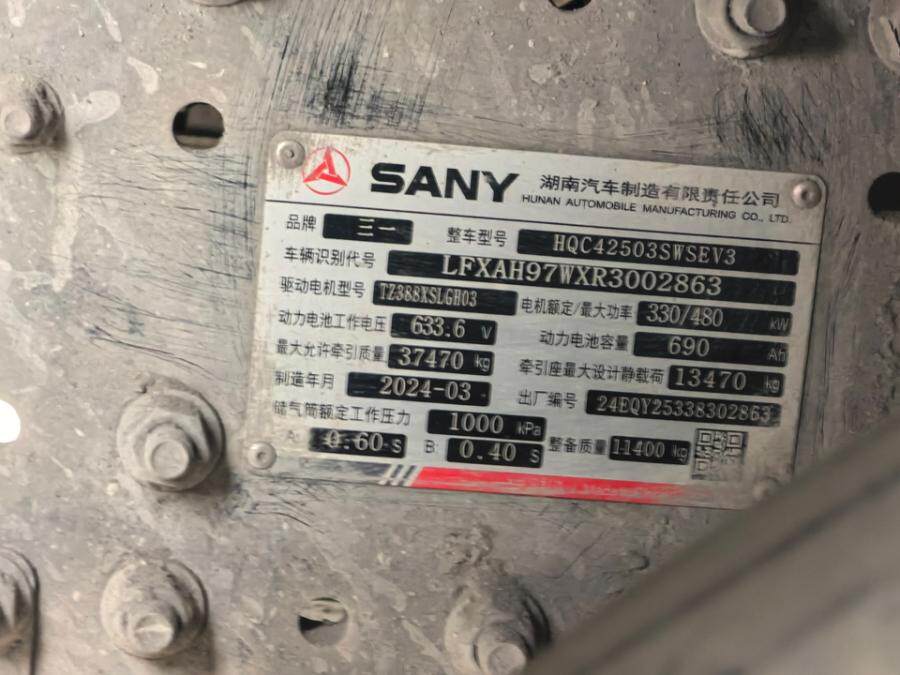 SANY 湖南汽车制造有限责任公司
HUNAN AUTOMOBILE MANUFACTURING CO., LTD.
品牌 三一 整车型号 HQC42503SWSEV3
车辆识别代号 LFXAH97WXR3002863
驱动电机型号 TZ388XSLGH03 电机额定/最大功率 330/480 kW
动力电池工作电压 633.6 V 动力电池容量 690 Ah
最大允许牵引质量 37470 kg 牵引座最大设计静载荷 13470 kg
制造年月 2024-03 出厂编号 24EQY25338302863
储气筒额定工作压力 1000 kPa
A: 0.60 S B: 0.40 S 整备质量 11400 kg